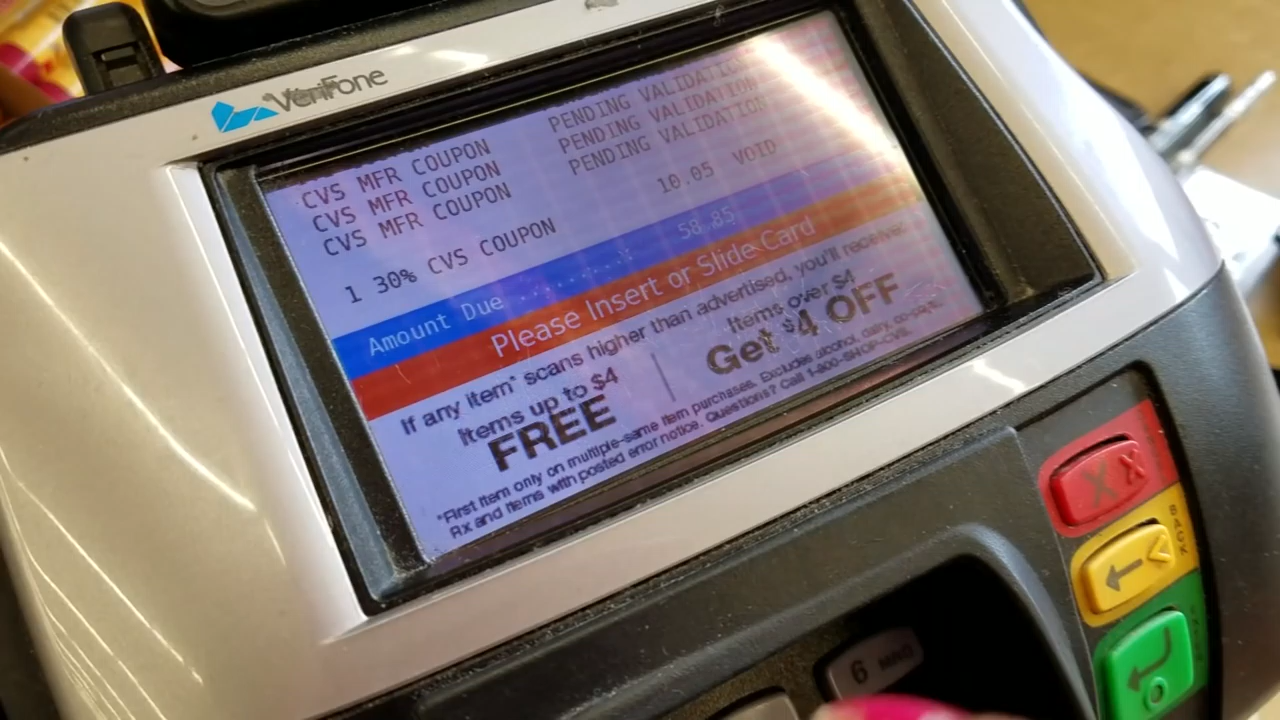 VeriFone
CVS MFR COUPON PENDING VALIDATION
CVS MFR COUPON PENDING VALIDATION
CVS MFR COUPON PENDING VALIDATION
1 30% CVS COUPON 10.05 VOID
Amount Due ........ 58.85
Please Insert or Slide Card
If any item* scans higher than advertised, you'll receive:
Items up to $4
FREE
Items over $4
Get $4 OFF
*First item only on multiple-same item purchases. Excludes alcohol, dairy, co-pays,
Rx and items with posted error notice. Questions? Call 1-800-SHOP-CVS.
X X
6 MNO